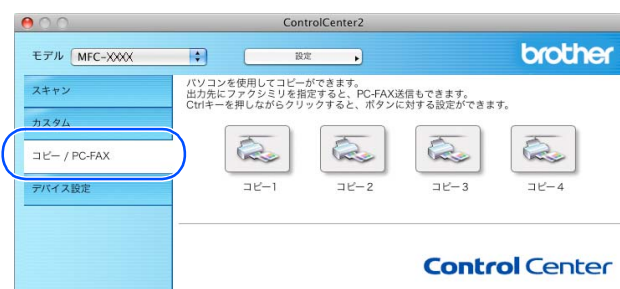 ControlCenter2
モデル MFC-XXXX 設定 brother
スキャン
カスタム
コピー / PC-FAX
デバイス設定
パソコンを使用してコピーができます。
出力先にファクシミリを指定すると、PC-FAX送信もできます。
Ctrlキーを押しながらクリックすると、ボタンに対する設定ができます。
コピー1 コピー2 コピー3 コピー4
Control Center